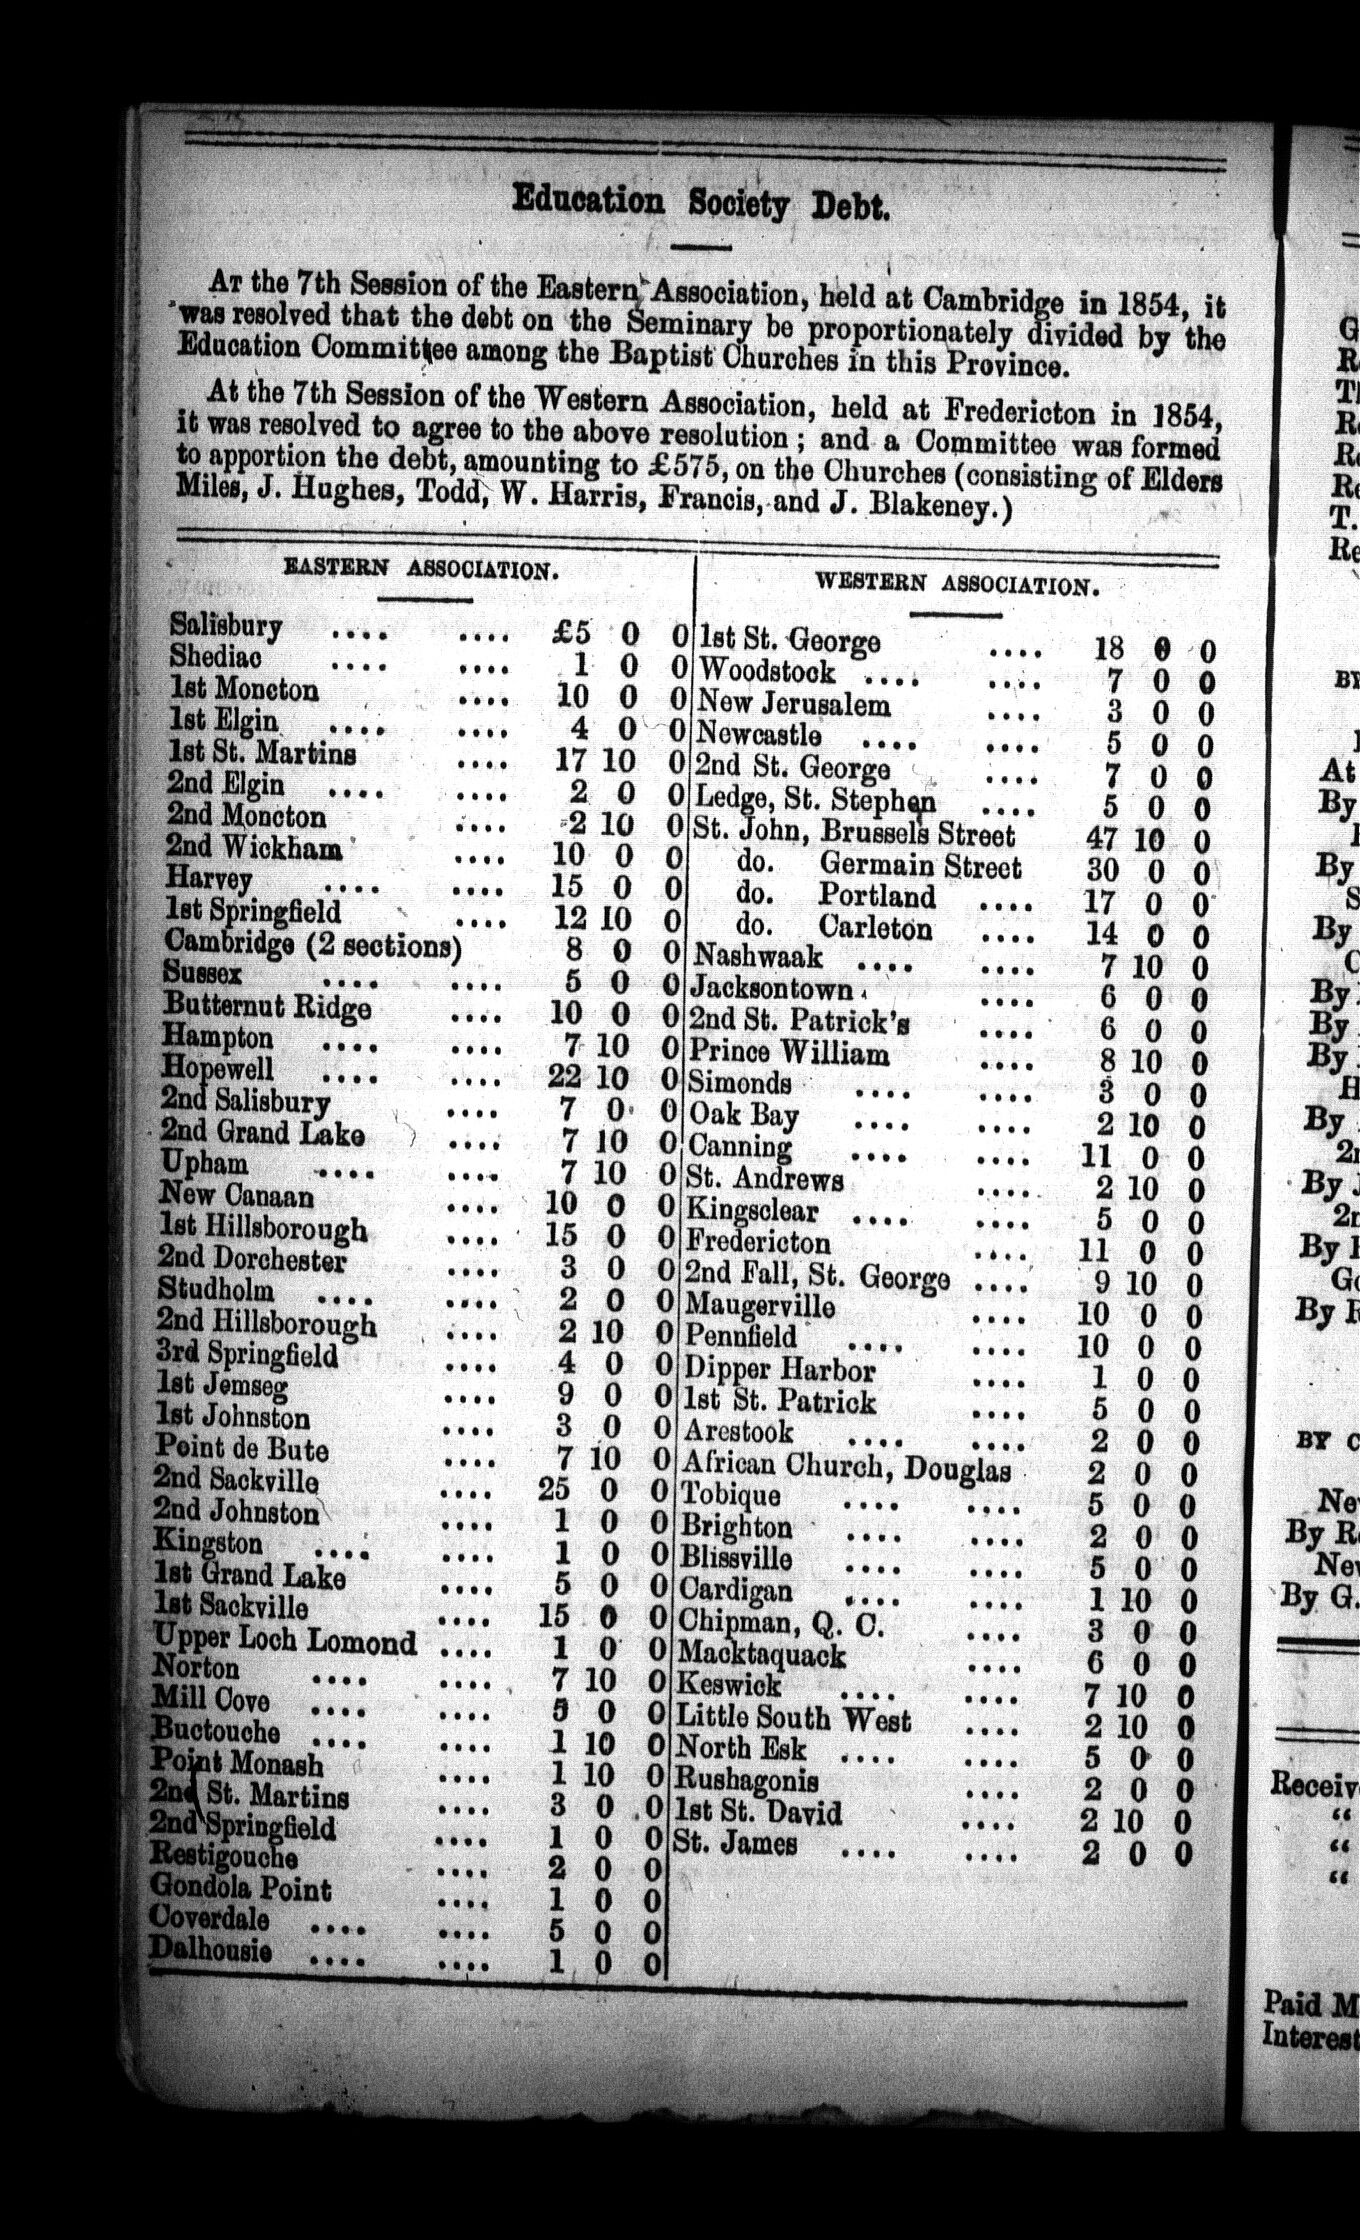 Education Society Debt.
At the 7th Session of the Eastern Association, held at Cambridge in 1854, it
was resolved that the debt on the Seminary be proportionately divided by the
Education Committee among the Baptist Churches in this Province.
At the 7th Session of the Western Association, held at Fredericton in 1854,
it was resolved to agree to the above resolution ; and a Committee was formed
to apportion the debt, amounting to £575, on the Churches (consisting of Elders
Miles, J. Hughes, Todd, W. Harris, Francis, and J. Blakeney.)
EASTERN ASSOCIATION.
Salisbury .... .... £5 0 0
Shediac .... .... 1 0 0
1st Moncton .... 10 0 0
1st Elgin .... .... 4 0 0
1st St. Martins .... 17 10 0
2nd Elgin .... .... 2 0 0
2nd Moncton .... 2 10 0
2nd Wickham .... 10 0 0
Harvey .... .... 15 0 0
1st Springfield .... 12 10 0
Cambridge (2 sections) 8 0 0
Sussex .... .... 5 0 0
Butternut Ridge .... 10 0 0
Hampton .... .... 7 10 0
Hopewell .... .... 22 10 0
2nd Salisbury .... 7 0 0
2nd Grand Lake .... 7 10 0
Upham .... .... 7 10 0
New Canaan .... 10 0 0
1st Hillsborough .... 15 0 0
2nd Dorchester .... 3 0 0
Studholm .... .... 2 0 0
2nd Hillsborough .... 2 10 0
3rd Springfield .... 4 0 0
1st Jemseg .... 9 0 0
1st Johnston .... 3 0 0
Point de Bute .... 7 10 0
2nd Sackville .... 25 0 0
2nd Johnston .... 1 0 0
Kingston .... .... 1 0 0
1st Grand Lake .... 5 0 0
1st Sackville .... 15 0 0
Upper Loch Lomond .... 1 0 0
Norton .... .... 7 10 0
Mill Cove .... .... 5 0 0
Buctouche .... .... 1 10 0
Point Monash .... 1 10 0
2nd St. Martins .... 3 0 0
2nd Springfield .... 1 0 0
Restigouche .... 2 0 0
Gondola Point .... 1 0 0
Coverdale .... .... 5 0 0
Dalhousie .... .... 1 0 0
WESTERN ASSOCIATION.
1st St. George .... 18 0 0
Woodstock .... .... 7 0 0
New Jerusalem .... 3 0 0
Newcastle .... .... 5 0 0
2nd St. George .... 7 0 0
Ledge, St. Stephen .... 5 0 0
St. John, Brussels Street 47 10 0
do. Germain Street 30 0 0
do. Portland .... 17 0 0
do. Carleton .... 14 0 0
Nashwaak .... .... 7 10 0
Jacksontown .... 6 0 0
2nd St. Patrick's .... 6 0 0
Prince William .... 8 10 0
Simonds .... .... 3 0 0
Oak Bay .... .... 2 10 0
Canning .... .... 11 0 0
St. Andrews .... 2 10 0
Kingsclear .... .... 5 0 0
Fredericton .... 11 0 0
2nd Fall, St. George .... 9 10 0
Maugerville .... 10 0 0
Pennfield .... .... 10 0 0
Dipper Harbor .... 1 0 0
1st St. Patrick .... 5 0 0
Arestook .... .... 2 0 0
African Church, Douglas 2 0 0
Tobique .... .... 5 0 0
Brighton .... .... 2 0 0
Blissville .... .... 5 0 0
Cardigan .... .... 1 10 0
Chipman, Q. C. .... 3 0 0
Macktaquack .... 6 0 0
Keswick .... .... 7 10 0
Little South West .... 2 10 0
North Esk .... .... 5 0 0
Rushagonis .... 2 0 0
1st St. David .... 2 10 0
St. James .... .... 2 0 0
At
By
By
By
By
By
By
By
By
By R
Receiv
Paid M
Interest